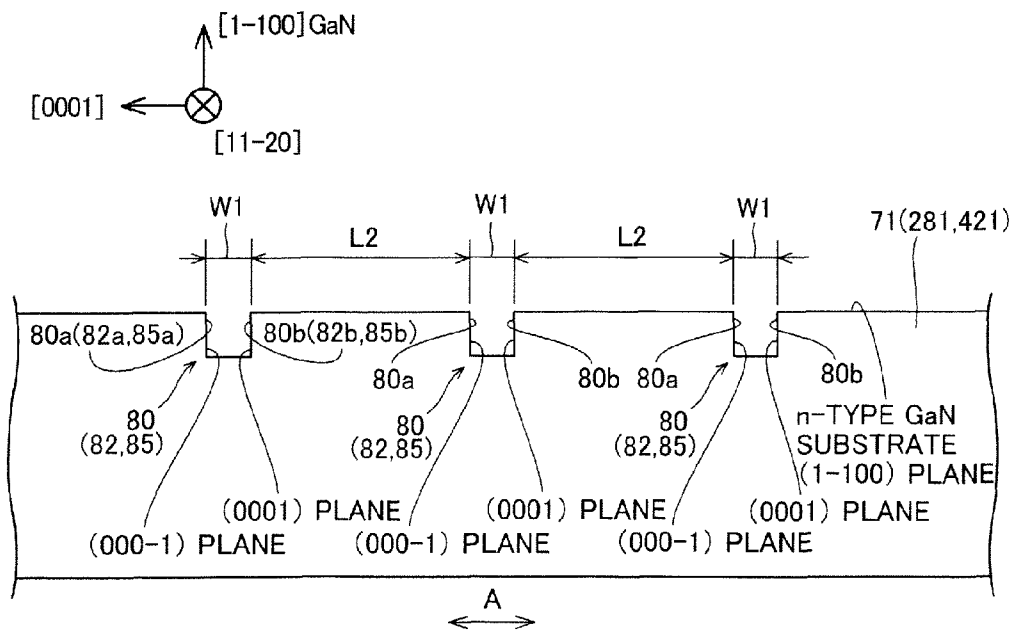 [1-100]GaN
[0001]
[11-20]
W1
W1
W1
L2
L2
71(281,421)
80a(82a,85a)
80b(82b,85b)
80a
80b
80a
80b
80
(82,85)
80
(82,85)
80
(82,85)
n-TYPE GaN
SUBSTRATE
(1-100) PLANE
(0001) PLANE
(0001) PLANE
(0001) PLANE
(000-1) PLANE
(000-1) PLANE
(000-1) PLANE
A